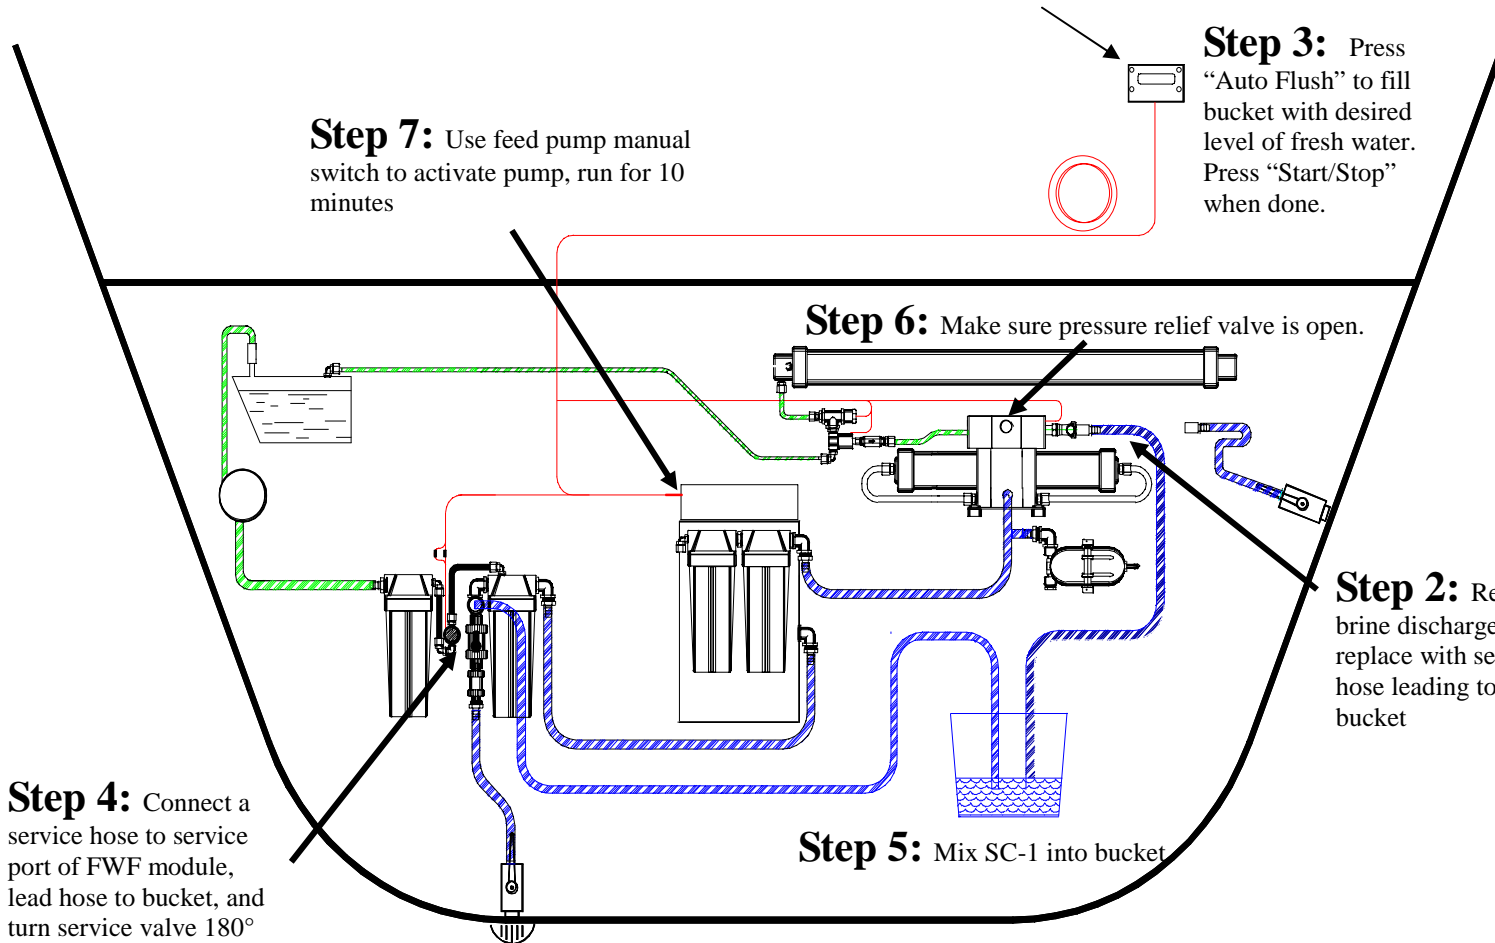 Step 3: Press
“Auto Flush” to fill
bucket with desired
level of fresh water.
Press “Start/Stop”
when done.
Step 7: Use feed pump manual
switch to activate pump, run for 10
minutes
Step 6: Make sure pressure relief valve is open.
Step 2: Re
brine discharge
replace with se
hose leading to
bucket
Step 4: Connect a
service hose to service
port of FWF module,
lead hose to bucket, and
turn service valve 180°
Step 5: Mix SC-1 into bucket